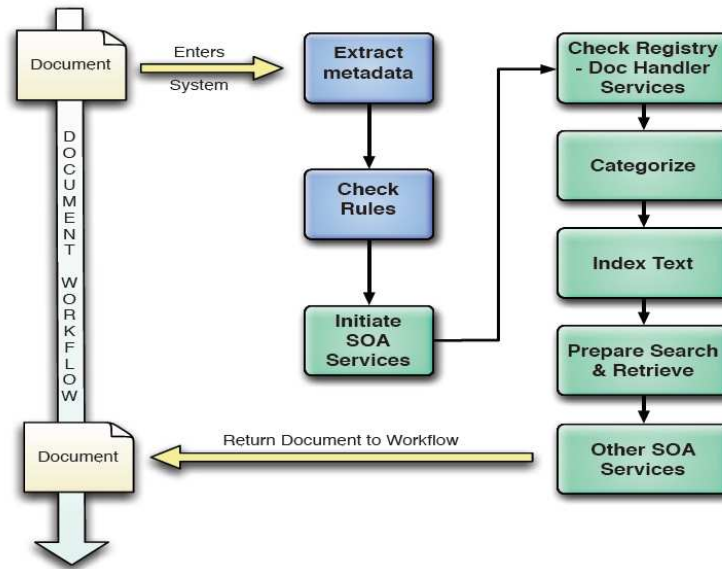 Document
Enters
System
DOCUMENT WORKFLOW
Extract
metadata
Check
Rules
Initiate
SOA
Services
Check Registry
- Doc Handler
Services
Categorize
Index Text
Prepare Search
& Retrieve
Other SOA
Services
Return Document to Workflow
Document